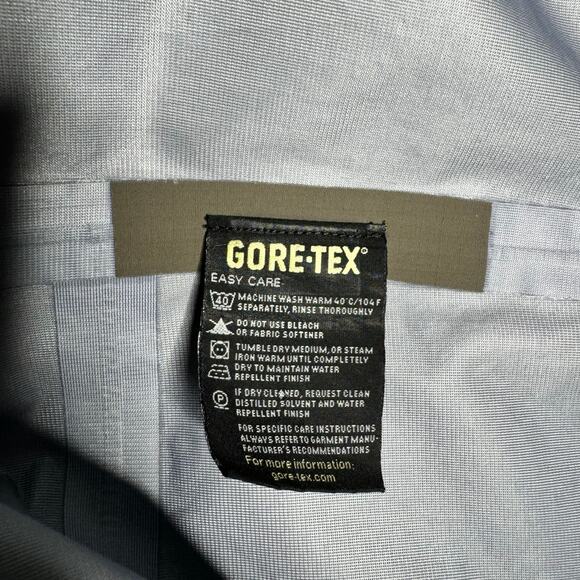 GORE-TEX®
EASY CARE
40
MACHINE WASH WARM 40°C/104 F
SEPARATELY, RINSE THOROUGHLY
DO NOT USE BLEACH
OR FABRIC SOFTENER
TUMBLE DRY MEDIUM, OR STEAM
IRON WARM UNTIL COMPLETELY
DRY TO MAINTAIN WATER
REPELLENT FINISH
P
IF DRY CLEANED, REQUEST CLEAN
DISTILLED SOLVENT AND WATER
REPELLENT FINISH
FOR SPECIFIC CARE INSTRUCTIONS
ALWAYS REFER TO GARMENT MANU-
FACTURER'S RECOMMENDATIONS
For more information:
gore-tex.com